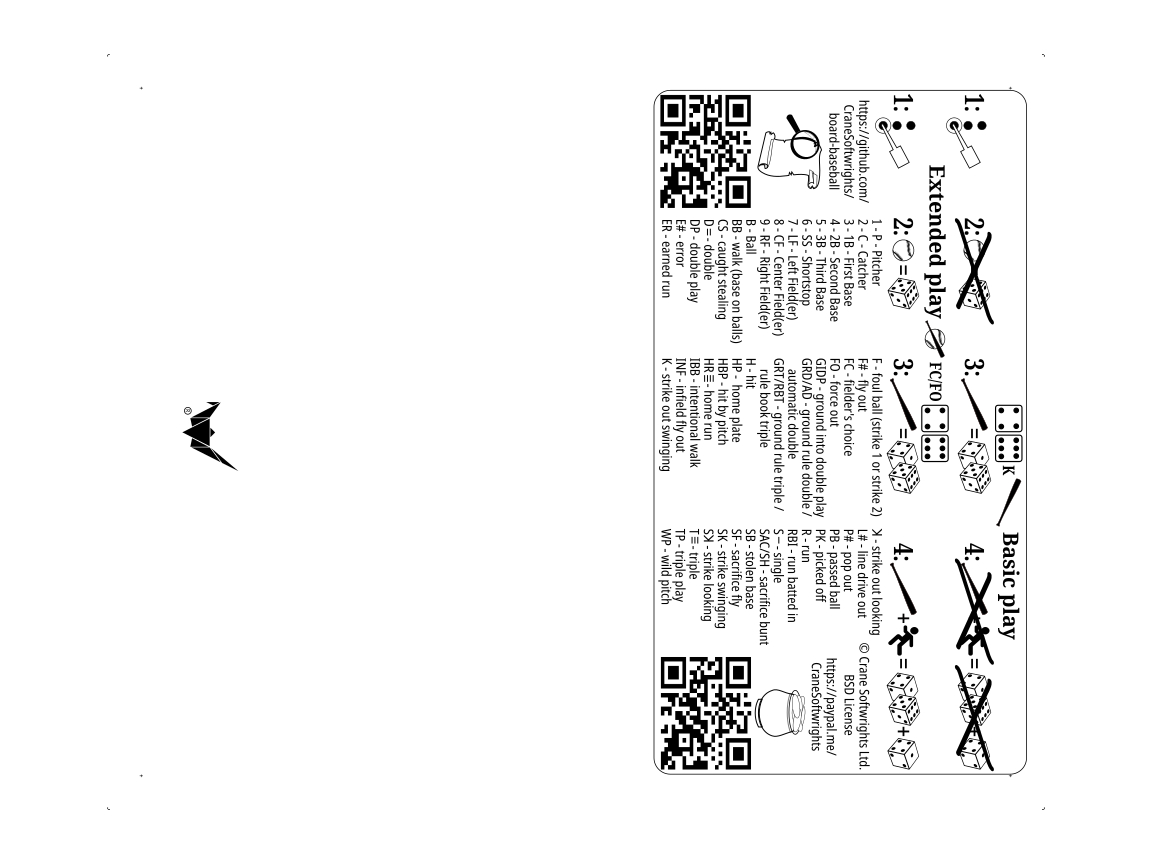 K Basic play
1: 2: = 3: = 4: + = +
Extended play FC/FO
1: 2: = 3: = 4: + = +
https://github.com/
CraneSoftwrights/
board-baseball
1 - P - Pitcher
2 - C - Catcher
3 - 1B - First Base
4 - 2B - Second Base
5 - 3B - Third Base
6 - SS - Shortstop
7 - LF - Left Field(er)
8 - CF - Center Field(er)
9 - RF - Right Field(er)
B - Ball
BB - walk (base on balls)
CS - caught stealing
D = - double
DP - double play
E# - error
ER - earned run
F - foul ball (strike 1 or strike 2)
F# - fly out
FC - fielder's choice
FO - force out
GIDP - ground into double play
GRD/AD - ground rule double /
automatic double
GRT/RBT - ground rule triple /
rule book triple
H - hit
HP - home plate
HBP - hit by pitch
HR ≣ - home run
IBB - intentional walk
INF - infield fly out
K - strike out swinging
ꓘ - strike out looking
L# - line drive out
P# - pop out
PB - passed ball
PK - picked off
R - run
RBI - run batted in
S − - single
SAC/SH - sacrifice bunt
SB - stolen base
SF - sacrifice fly
SK - strike swinging
Sꓘ - strike looking
T ≡ - triple
TP - triple play
WP - wild pitch
© Crane Softwrights Ltd.
BSD License
https://paypal.me/
CraneSoftwrights
®